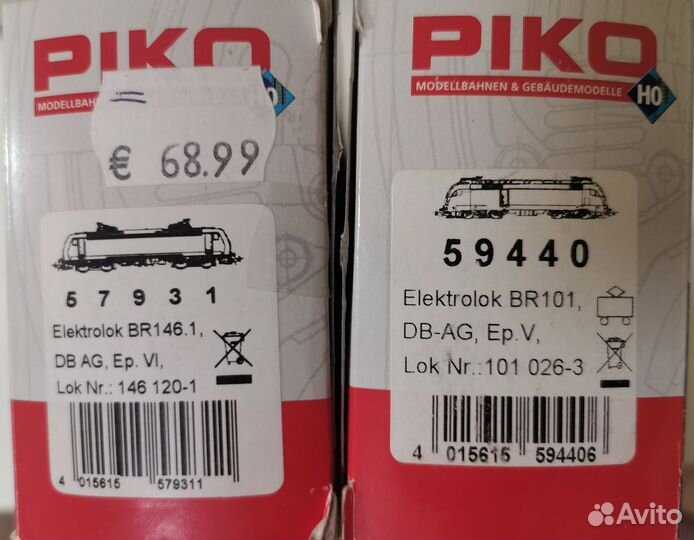 PIKO
MODELLBAH
H0
=
€ 68.99
57931
Elektrolok BR146.1,
DB AG, Ep. VI,
Lok Nr.: 146 120-1
4 015615 579311
PIKO
MODELLBAHNEN & GEBÄUDEMODELLE
H0
59440
Elektrolok BR101,
DB-AG, Ep.V,
Lok Nr.:101 026-3
4 015615 594406
Avito